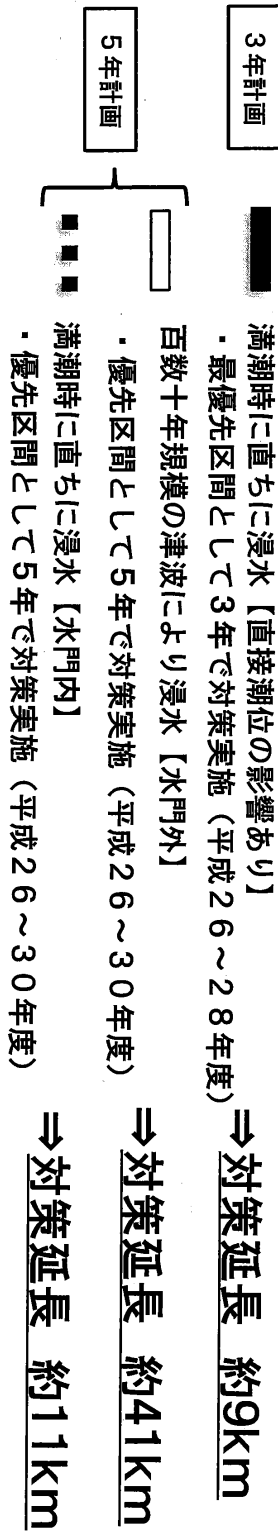 3年計画
満潮時に直ちに浸水【直接潮位の影響あり】
・最優先区間として3年で対策実施（平成26～28年度）
⇒対策延長 約9km
5年計画
百数十年規模の津波により浸水【水門外】
・優先区間として5年で対策実施（平成26～30年度）
⇒対策延長 約41km
満潮時に直ちに浸水【水門内】
・優先区間として5年で対策実施（平成26～30年度）
⇒対策延長 約11km